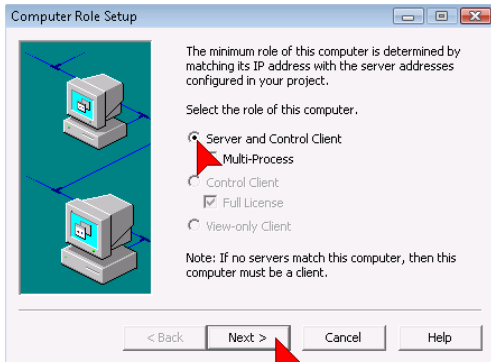 Computer Role Setup
The minimum role of this computer is determined by
matching its IP address with the server addresses
configured in your project.
Select the role of this computer.
Server and Control Client
Multi-Process
Control Client
Full License
View-only Client
Note: If no servers match this computer, then this
computer must be a client.
< Back Next > Cancel Help